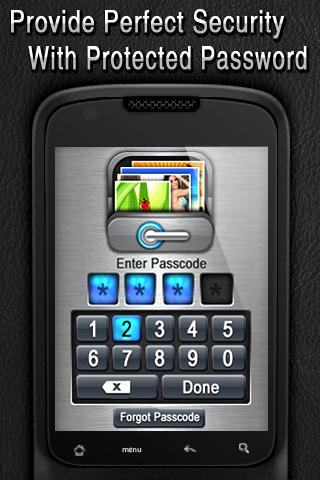 Provide Perfect Security
With Protected Password
Enter Passcode
* * * *
1 2 3 4 5
6 7 8 9 0
X Done
Forgot Passcode
MENU